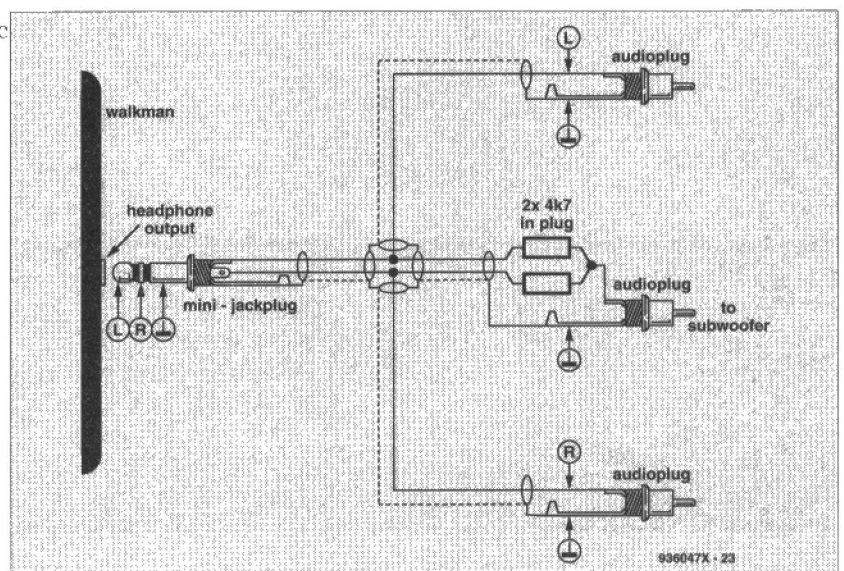 c
L
audioplug
walkman
headphone
output
2x 4k7
in plug
audioplug
to
subwoofer
mini - jackplug
L R
R
audioplug
936047X - 23